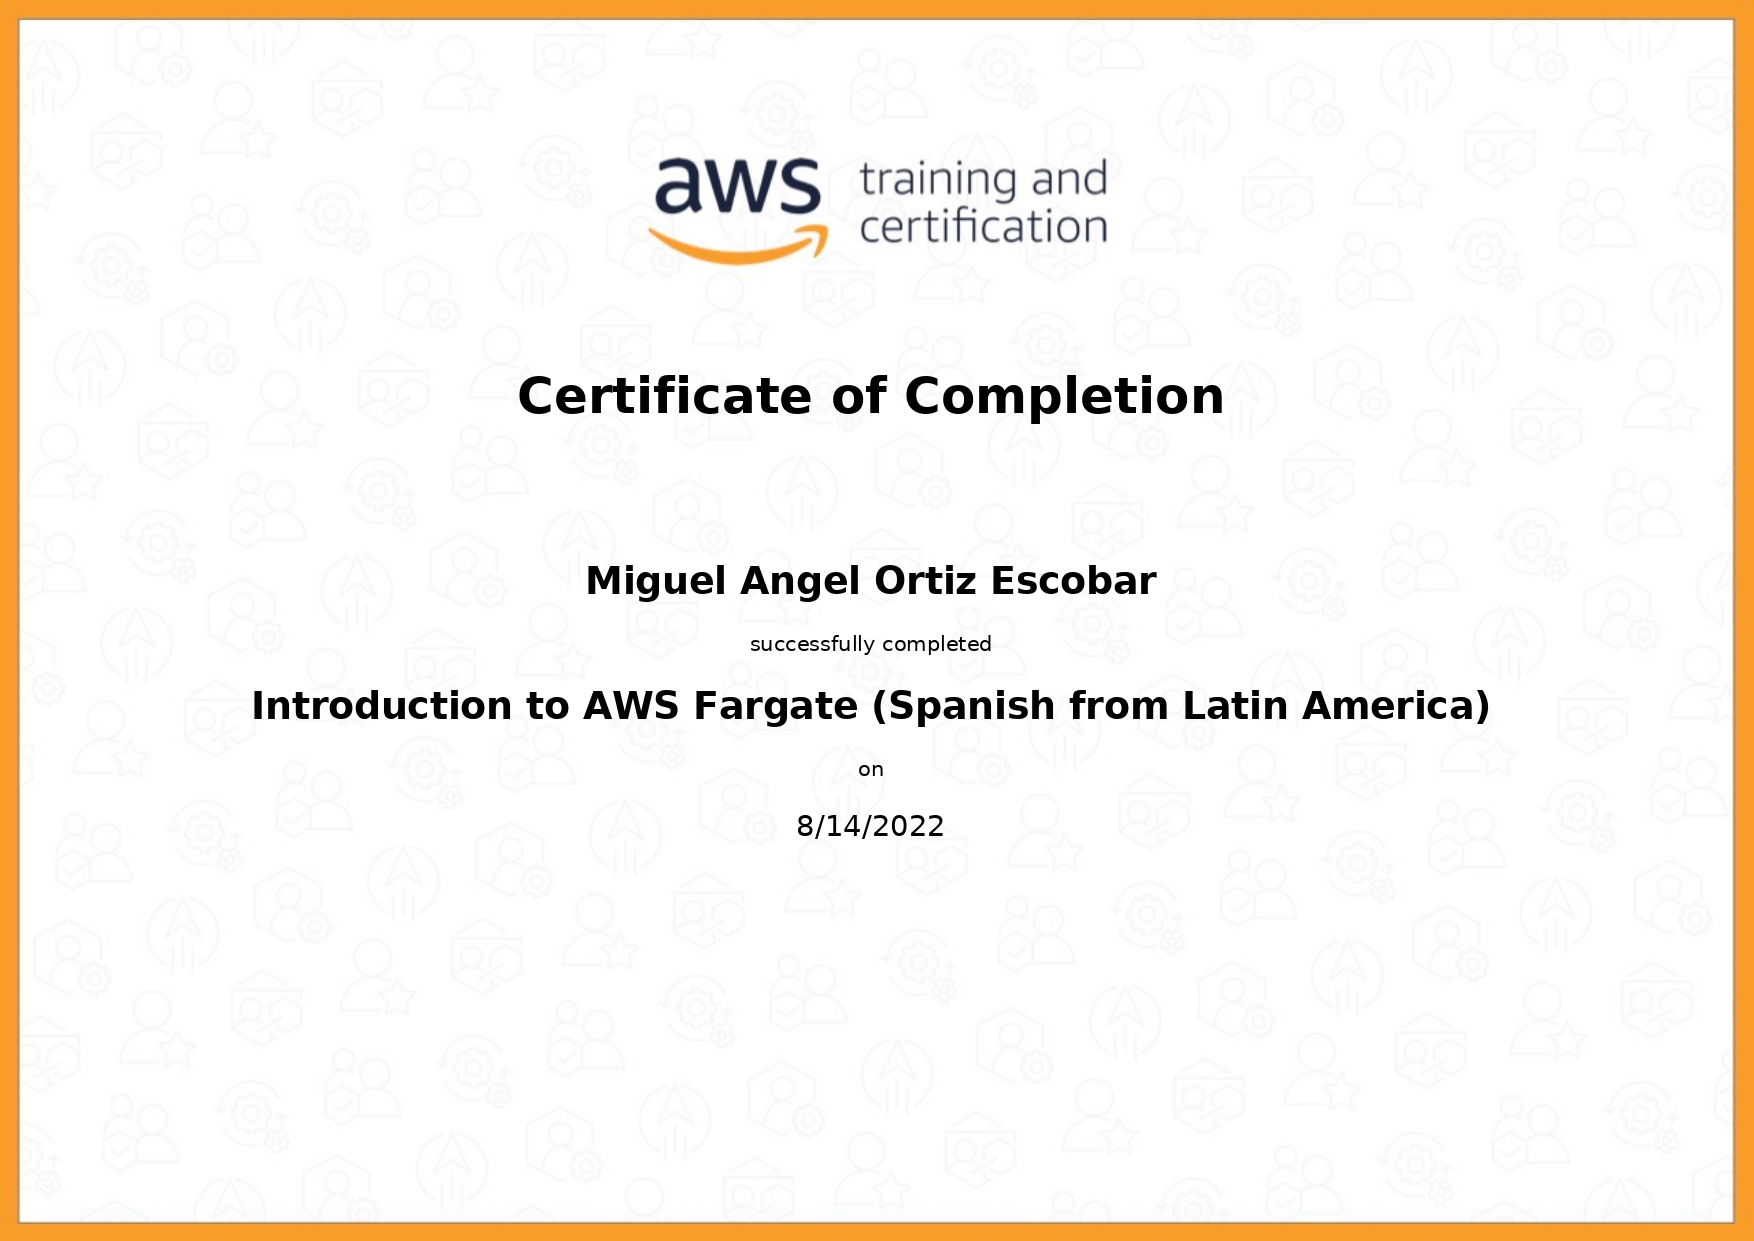 aws training and
certification
Certificate of Completion
Miguel Angel Ortiz Escobar
successfully completed
Introduction to AWS Fargate (Spanish from Latin America)
on
8/14/2022